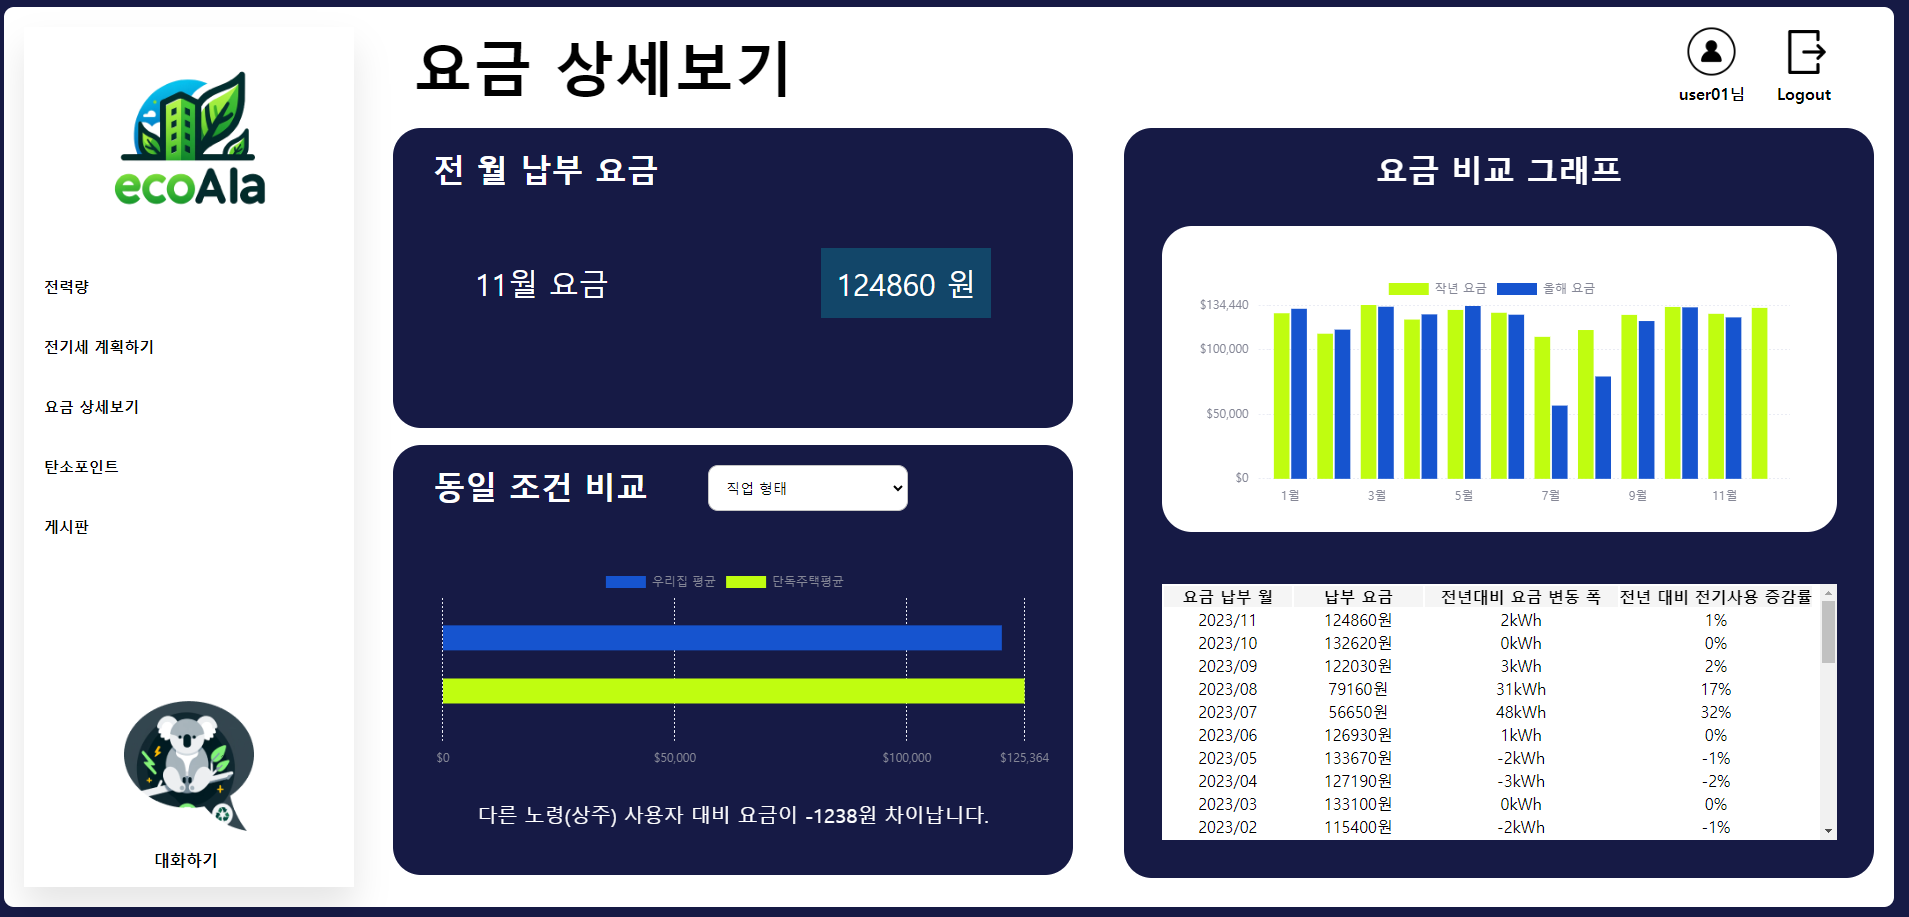 요금 상세보기
user01님
Logout
ecoAla
전력량
전기세 계획하기
요금 상세보기
탄소포인트
게시판
대화하기
전 월 납부 요금
11월 요금
124860 원
동일 조건 비교
직업 형태
우리집 평균 단독주택평균
$0 $50,000 $100,000 $125,364
다른 노령(상주) 사용자 대비 요금이 -1238원 차이납니다.
요금 비교 그래프
작년 요금 올해 요금
$134,440
$100,000
$50,000
$0
1월 3월 5월 7월 9월 11월
요금 납부 월 납부 요금 전년대비 요금 변동 폭 전년 대비 전기사용 증감률
2023/11 124860원 2kWh 1%
2023/10 132620원 0kWh 0%
2023/09 122030원 3kWh 2%
2023/08 79160원 31kWh 17%
2023/07 56650원 48kWh 32%
2023/06 126930원 1kWh 0%
2023/05 133670원 -2kWh -1%
2023/04 127190원 -3kWh -2%
2023/03 133100원 0kWh 0%
2023/02 115400원 -2kWh -1%